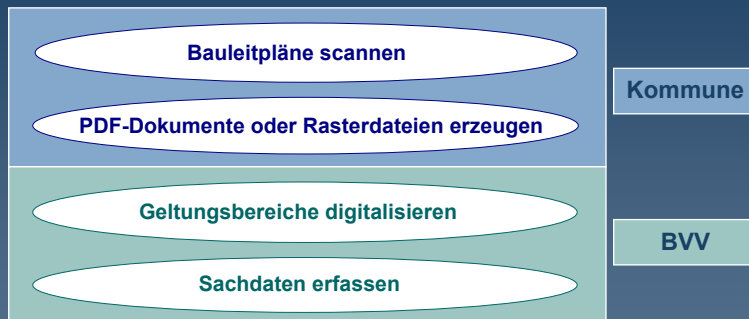 Bauleitpläne scannen
PDF-Dokumente oder Rasterdateien erzeugen
Kommune
Geltungsbereiche digitalisieren
Sachdaten erfassen
BVV